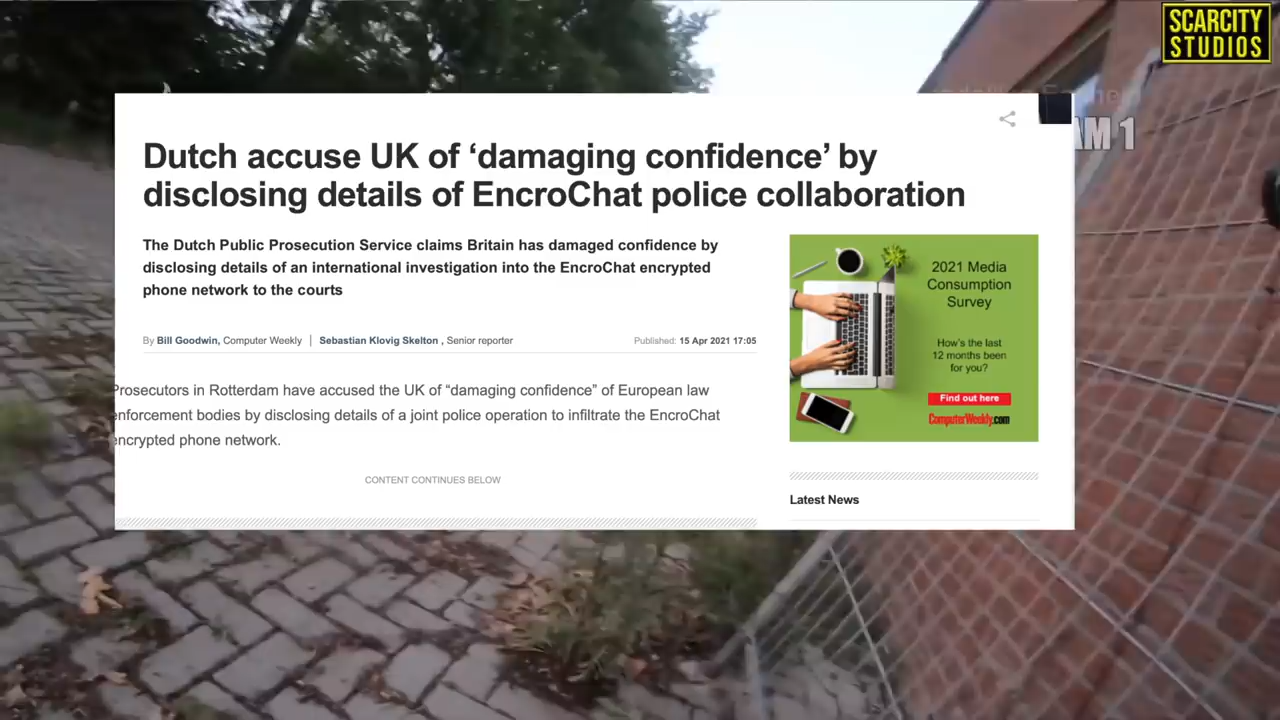 SCARCITY
STUDIOS
AM 1
Dutch accuse UK of ‘damaging confidence’ by
disclosing details of EncroChat police collaboration
The Dutch Public Prosecution Service claims Britain has damaged confidence by
disclosing details of an international investigation into the EncroChat encrypted
phone network to the courts
By Bill Goodwin, Computer Weekly | Sebastian Klovig Skelton , Senior reporter
Published: 15 Apr 2021 17:05
Prosecutors in Rotterdam have accused the UK of “damaging confidence” of European law
enforcement bodies by disclosing details of a joint police operation to infiltrate the EncroChat
encrypted phone network.
CONTENT CONTINUES BELOW
2021 Media
Consumption
Survey
How's the last
12 months been
for you?
Find out here
ComputerWeekly.com
Latest News